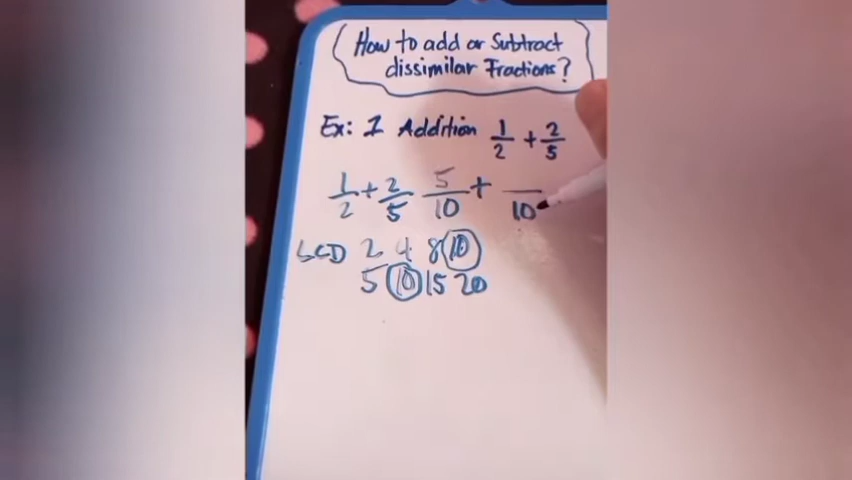 How to add or Subtract
dissimilar Fractions?
Ex: 1 Addition 1/2 + 2/5
1/2 + 2/5 5/10 + /10
LCD 2 4 8 10
5 10 15 20